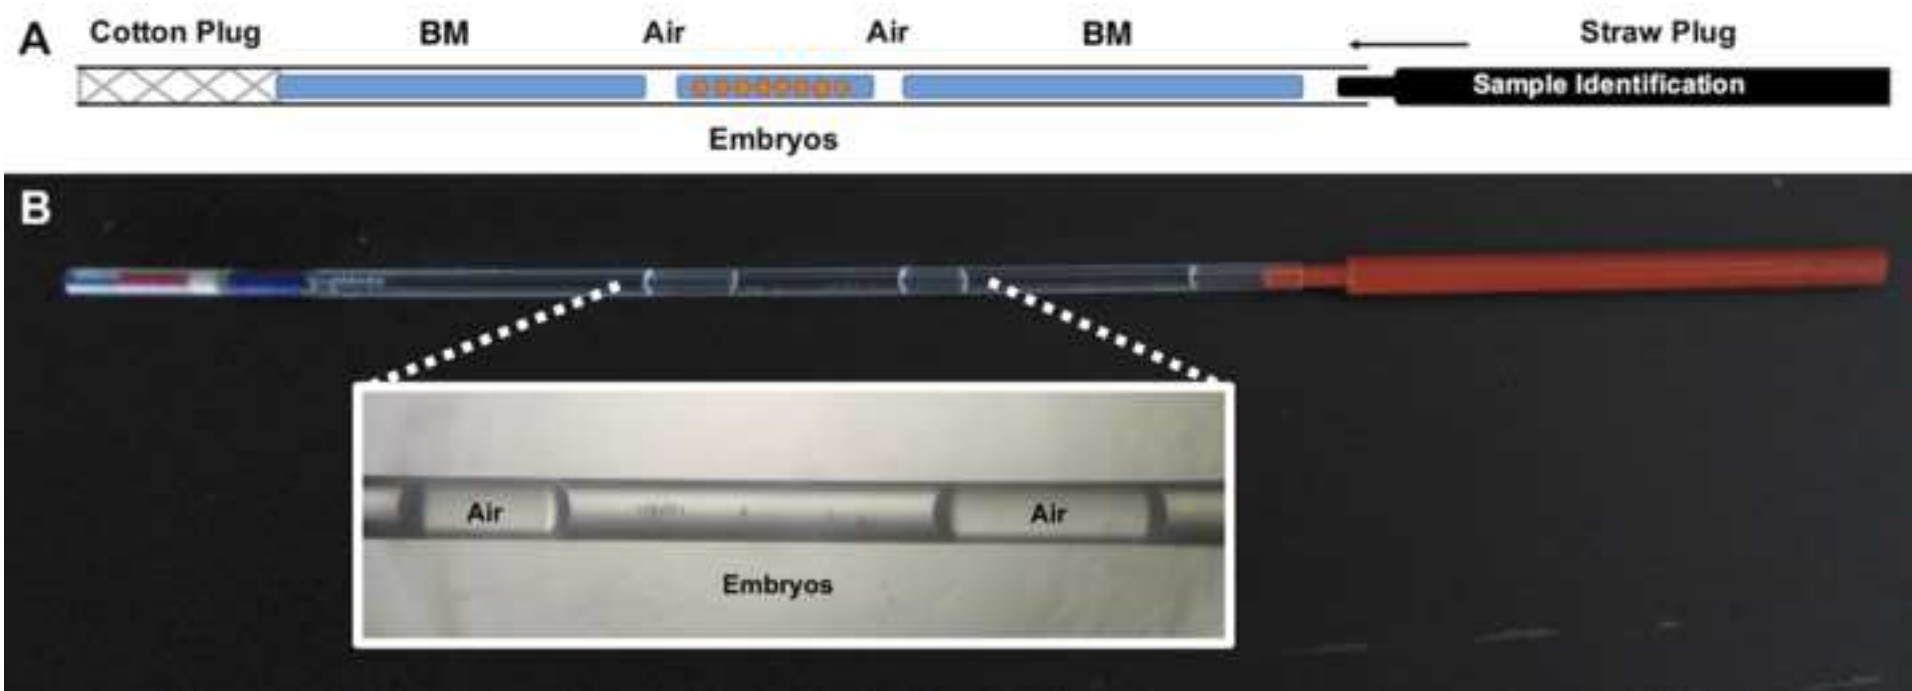 A
Cotton Plug BM Air Air BM Straw Plug
Sample Identification
Embryos
B
Air Air
Embryos